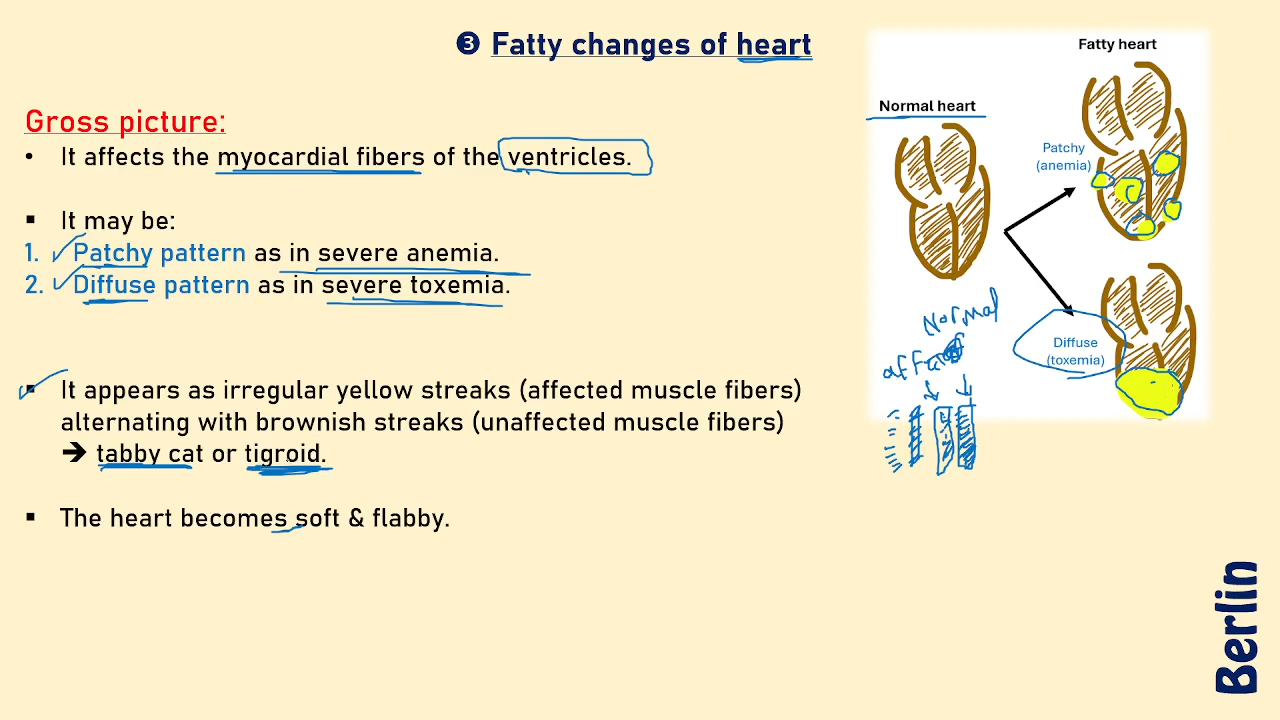 ❸ Fatty changes of heart
Gross picture:
• It affects the myocardial fibers of the ventricles.
▪ It may be:
1. Patchy pattern as in severe anemia.
2. Diffuse pattern as in severe toxemia.
▪ It appears as irregular yellow streaks (affected muscle fibers)
alternating with brownish streaks (unaffected muscle fibers)
➔ tabby cat or tigroid.
▪ The heart becomes soft & flabby.
Fatty heart
Normal heart
Patchy
(anemia)
Diffuse
(toxemia)
Normal
Berlin